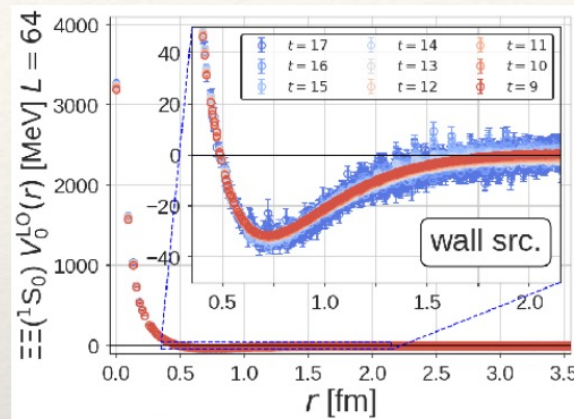 ΞΞ(¹S₀) V₀ᴸᴼ(r) [MeV] L = 64
4000
3000
2000
1000
0
40
20
0
−20
−40
t = 17 t = 14 t = 11
t = 16 t = 13 t = 10
t = 15 t = 12 t = 9
wall src.
0.5 1.0 1.5 2.0
0.0 0.5 1.0 1.5 2.0 2.5 3.0 3.5
r [fm]